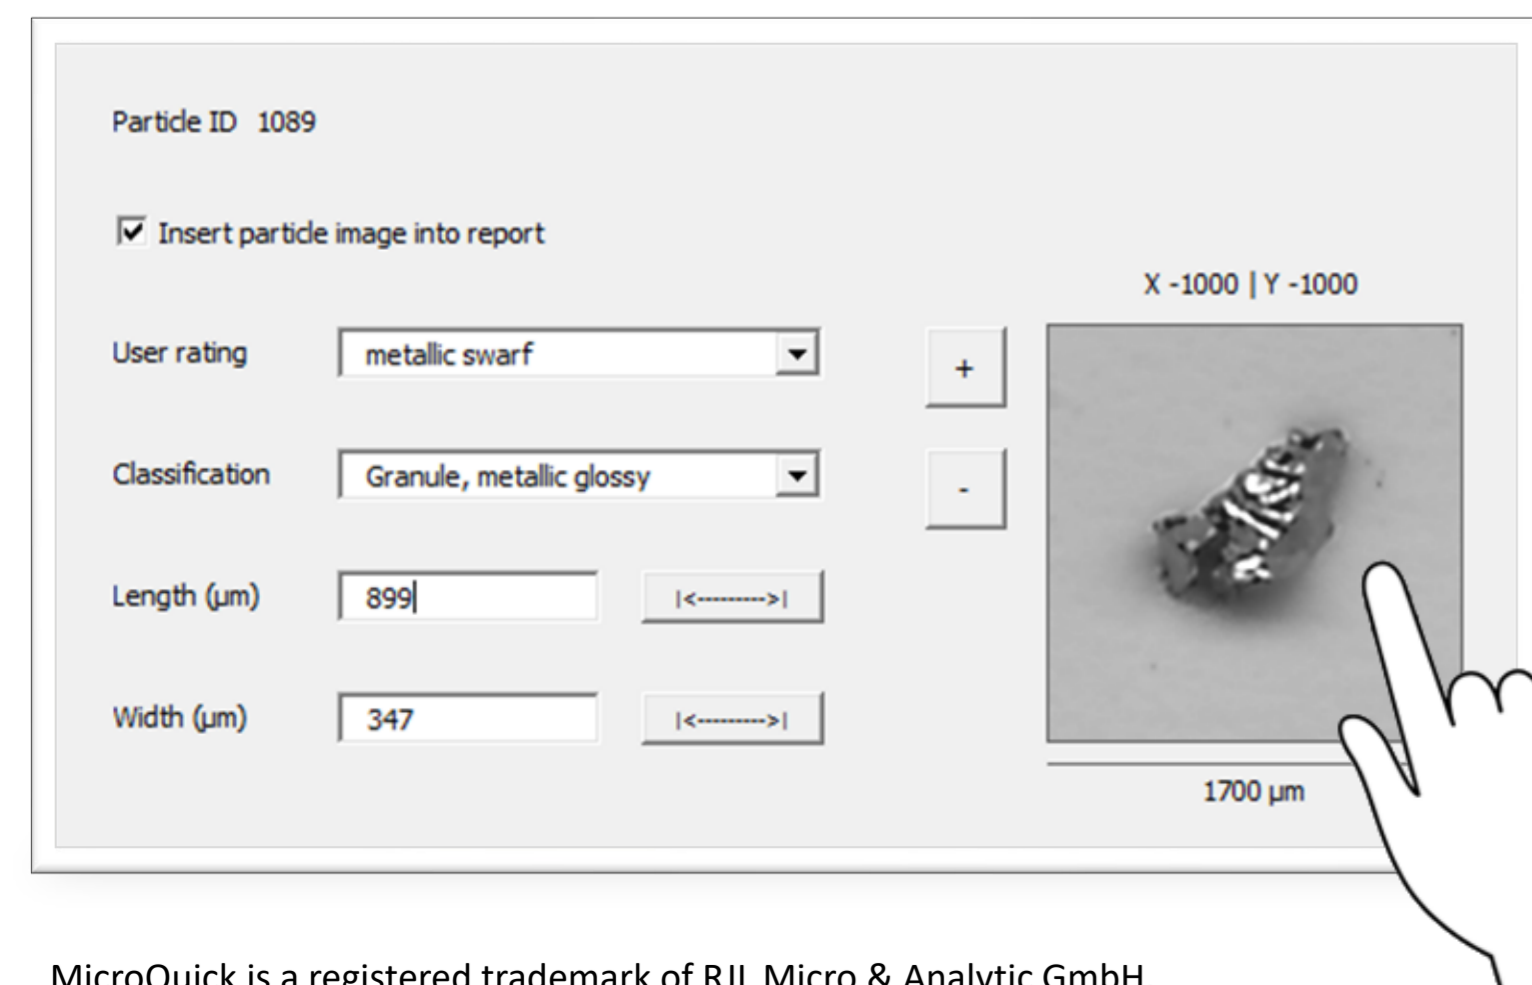 Particle ID 1089
Insert particle image into report
X -1000 | Y -1000
User rating metallic swarf +
Classification Granule, metallic glossy -
Length (µm) 899 |<--------->|
Width (µm) 347 |<--------->|
1700 µm
MicroQuick is a registered trademark of RJL Micro & Analytic GmbH